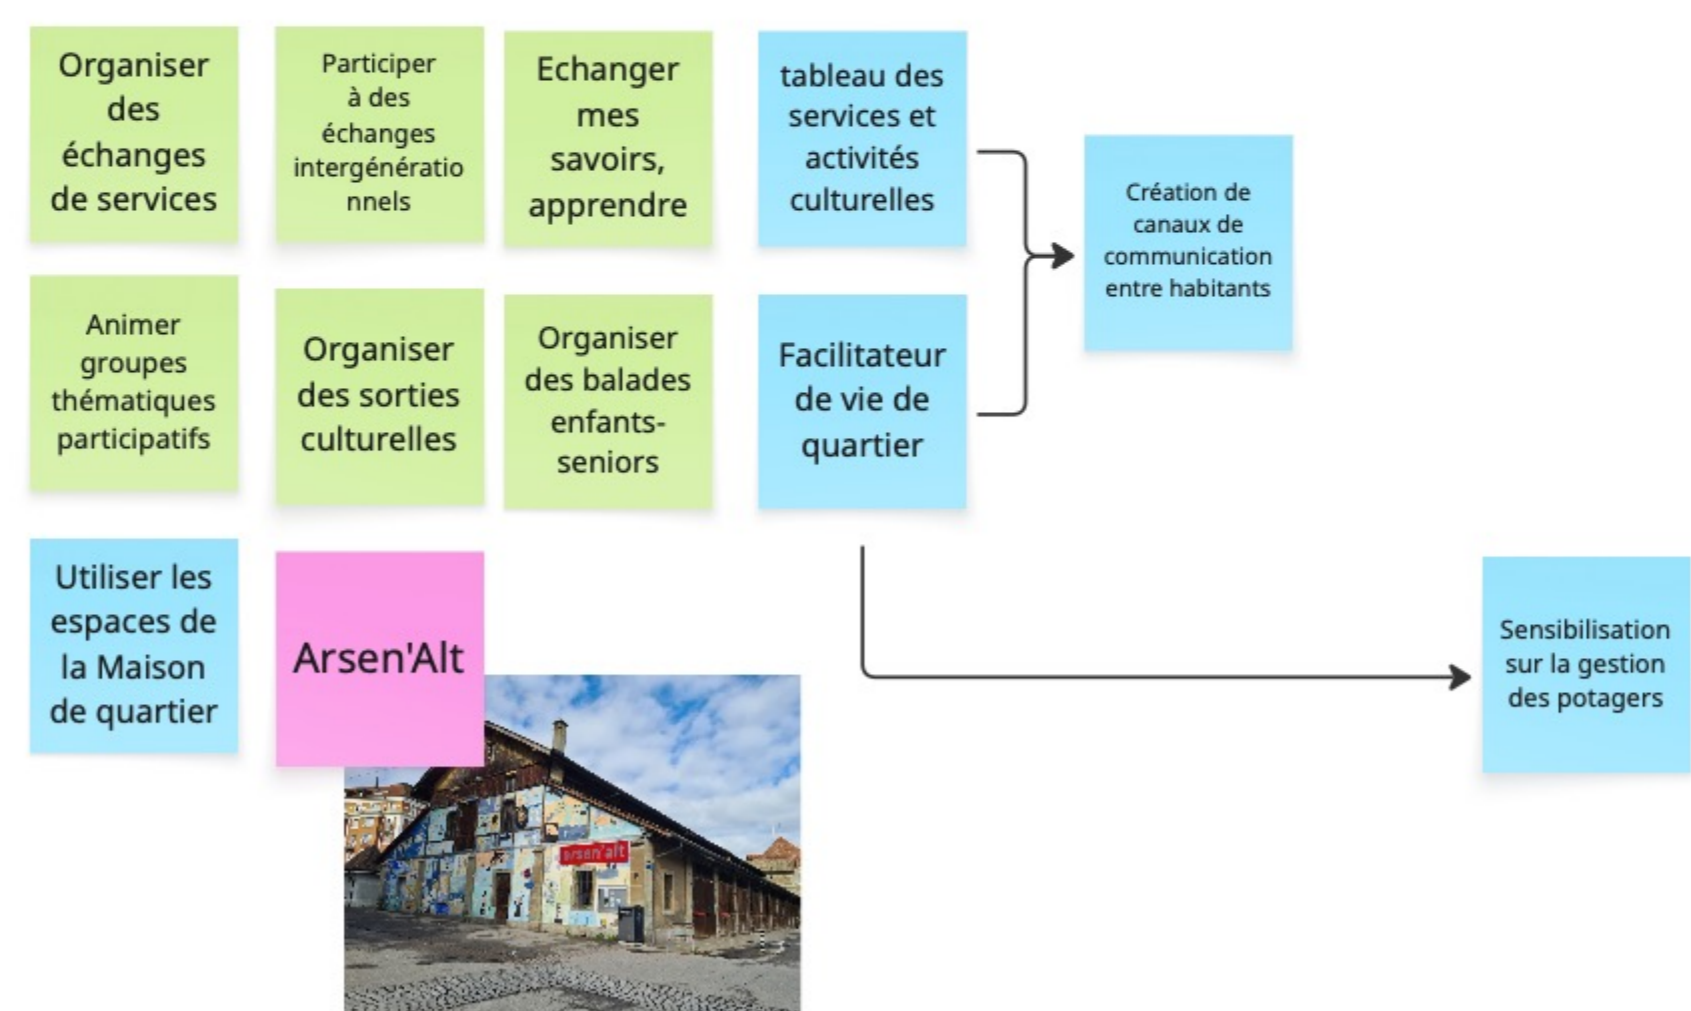 Organiser
des
échanges
de services
Participer
à des
échanges
intergénératio
nnels
Echanger
mes
savoirs,
apprendre
tableau des
services et
activités
culturelles
Création de
canaux de
communication
entre habitants
Animer
groupes
thématiques
participatifs
Organiser
des sorties
culturelles
Organiser
des balades
enfants-
seniors
Facilitateur
de vie de
quartier
Utiliser les
espaces de
la Maison
de quartier
Arsen'Alt
Sensibilisation
sur la gestion
des potagers
arsen'alt